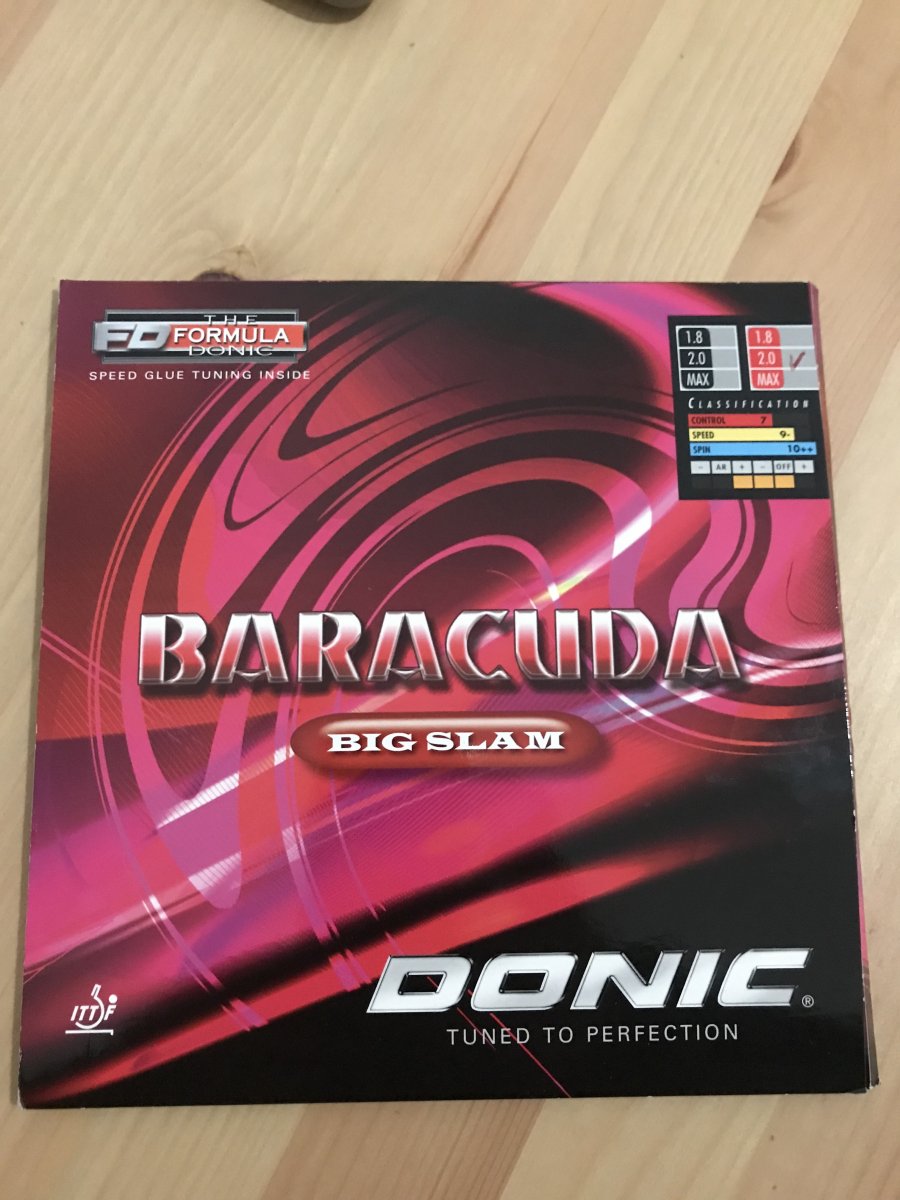 THE
FD FORMULA
DONIC
SPEED GLUE TUNING INSIDE
1.8 1.8
2.0 2.0
MAX MAX
CLASSIFICATION
CONTROL 7
SPEED 9-
SPIN 10++
- AR + - OFF +
BARACUDA
BIG SLAM
DONIC®
TUNED TO PERFECTION
ITTF